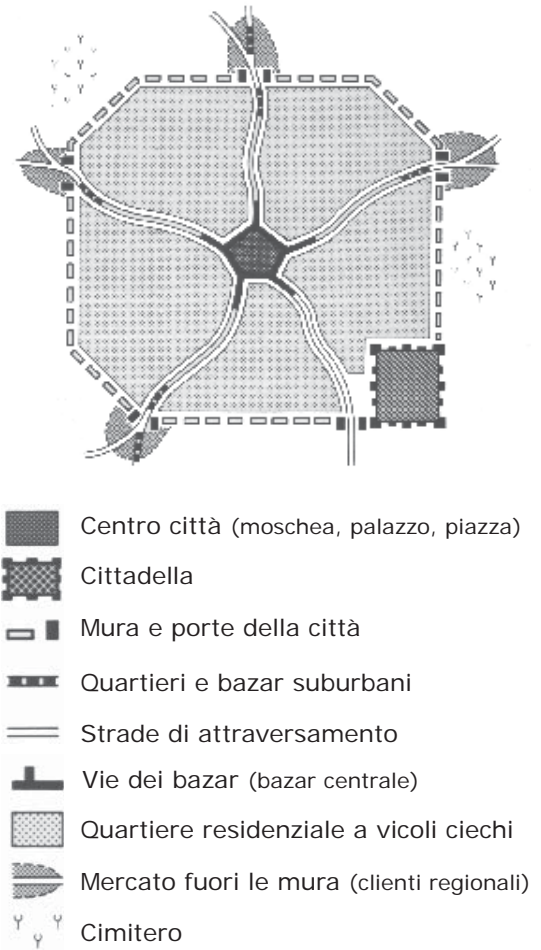 Centro città (moschea, palazzo, piazza)
Cittadella
Mura e porte della città
Quartieri e bazar suburbani
Strade di attraversamento
Vie dei bazar (bazar centrale)
Quartiere residenziale a vicoli ciechi
Mercato fuori le mura (clienti regionali)
Cimitero